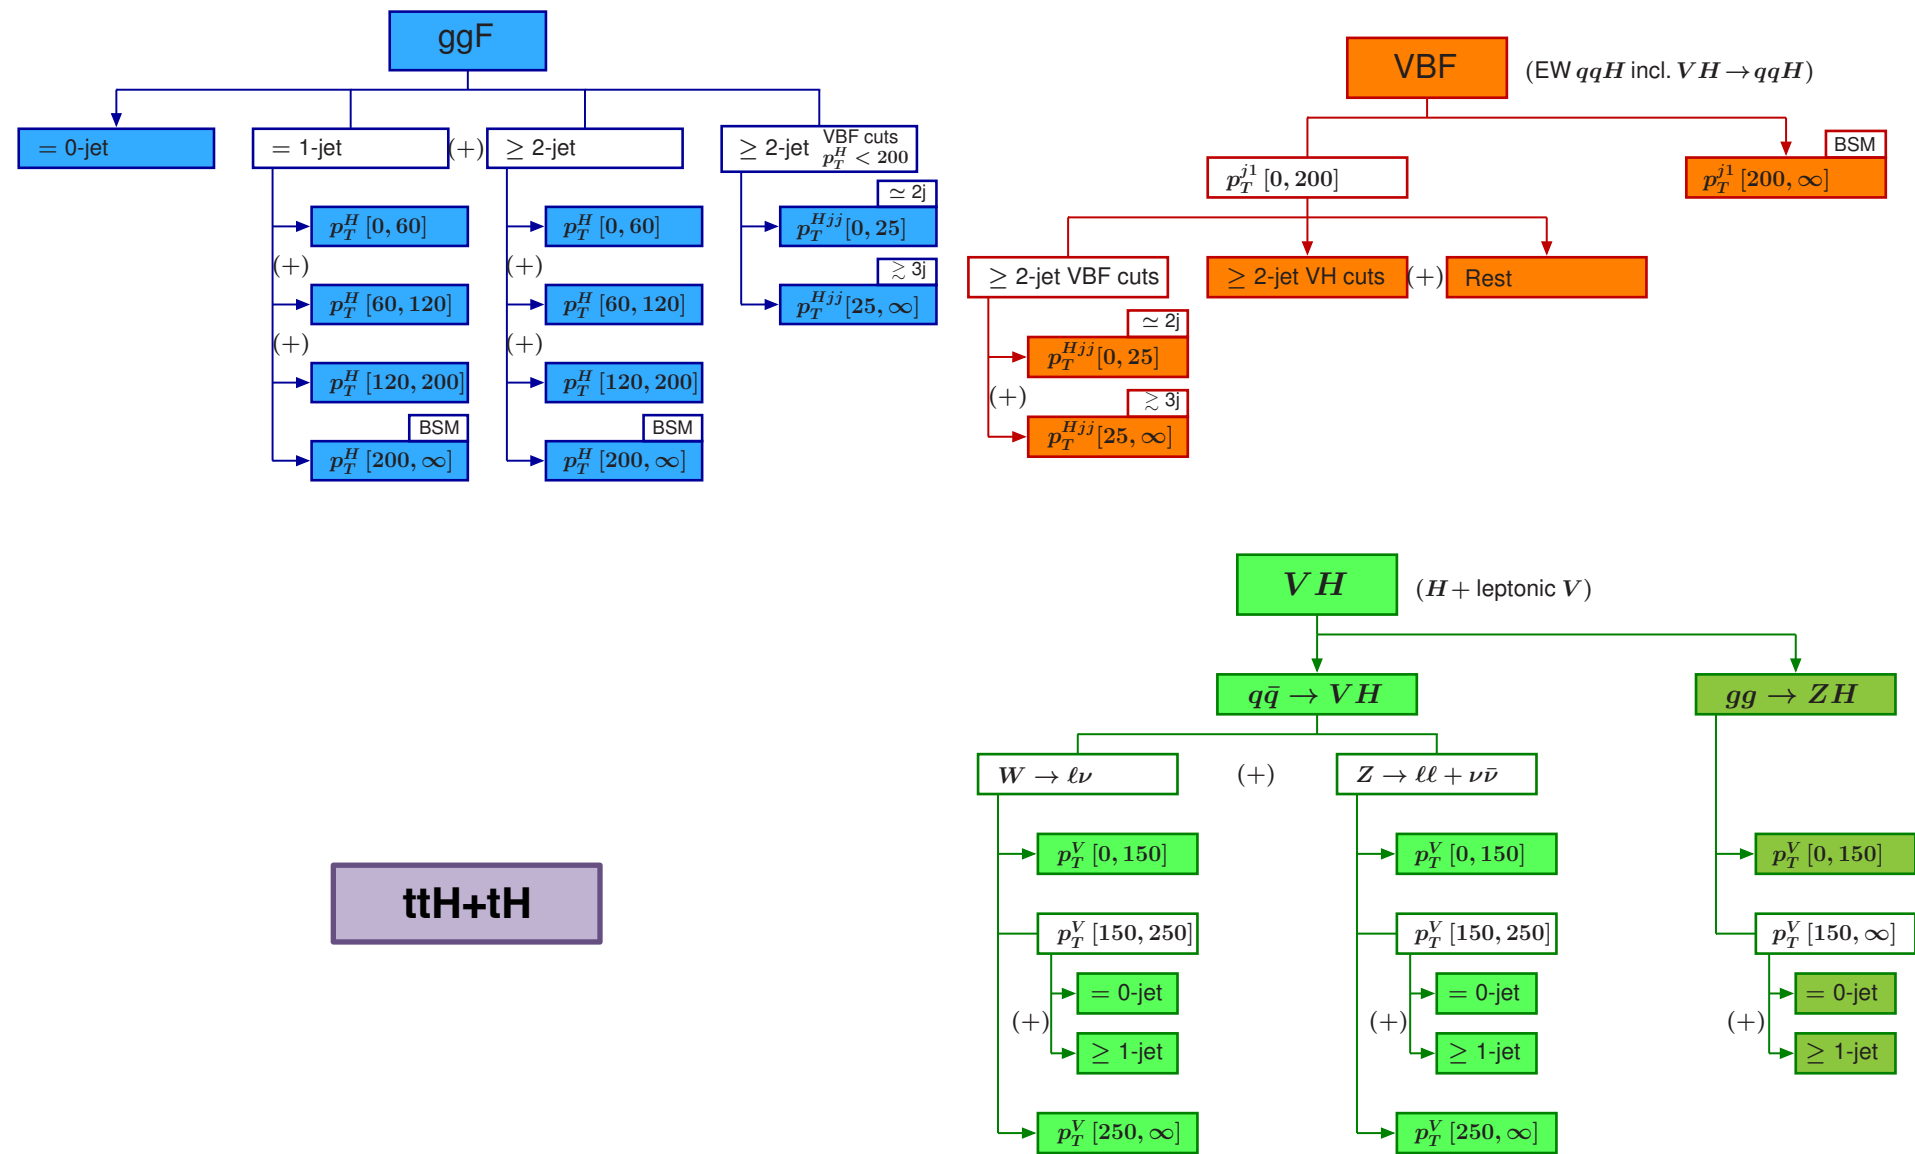 ggF
= 0-jet
= 1-jet
(+)
≥ 2-jet
≥ 2-jet VBF cuts p_T^H < 200
p_T^H [0, 60]
(+)
p_T^H [60, 120]
(+)
p_T^H [120, 200]
BSM
p_T^H [200, ∞]
p_T^H [0, 60]
(+)
p_T^H [60, 120]
(+)
p_T^H [120, 200]
BSM
p_T^H [200, ∞]
≃ 2j
p_T^{Hjj} [0, 25]
≳ 3j
p_T^{Hjj} [25, ∞]
VBF
(EW qqH incl. VH → qqH)
p_T^{j1} [0, 200]
BSM
p_T^{j1} [200, ∞]
≥ 2-jet VBF cuts
≥ 2-jet VH cuts
(+)
Rest
≃ 2j
p_T^{Hjj} [0, 25]
(+)
≳ 3j
p_T^{Hjj} [25, ∞]
VH
(H + leptonic V)
qq̄ → VH
gg → ZH
W → ℓν
(+)
Z → ℓℓ + νν̄
p_T^V [0, 150]
p_T^V [150, 250]
= 0-jet
(+)
≥ 1-jet
p_T^V [250, ∞]
p_T^V [0, 150]
p_T^V [150, 250]
= 0-jet
(+)
≥ 1-jet
p_T^V [250, ∞]
p_T^V [0, 150]
p_T^V [150, ∞]
= 0-jet
(+)
≥ 1-jet
ttH+tH